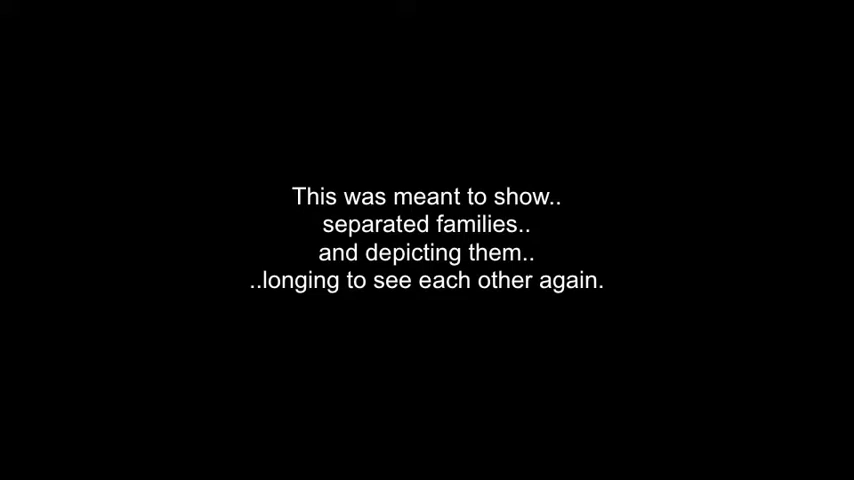 This was meant to show..
separated families..
and depicting them..
..longing to see each other again.